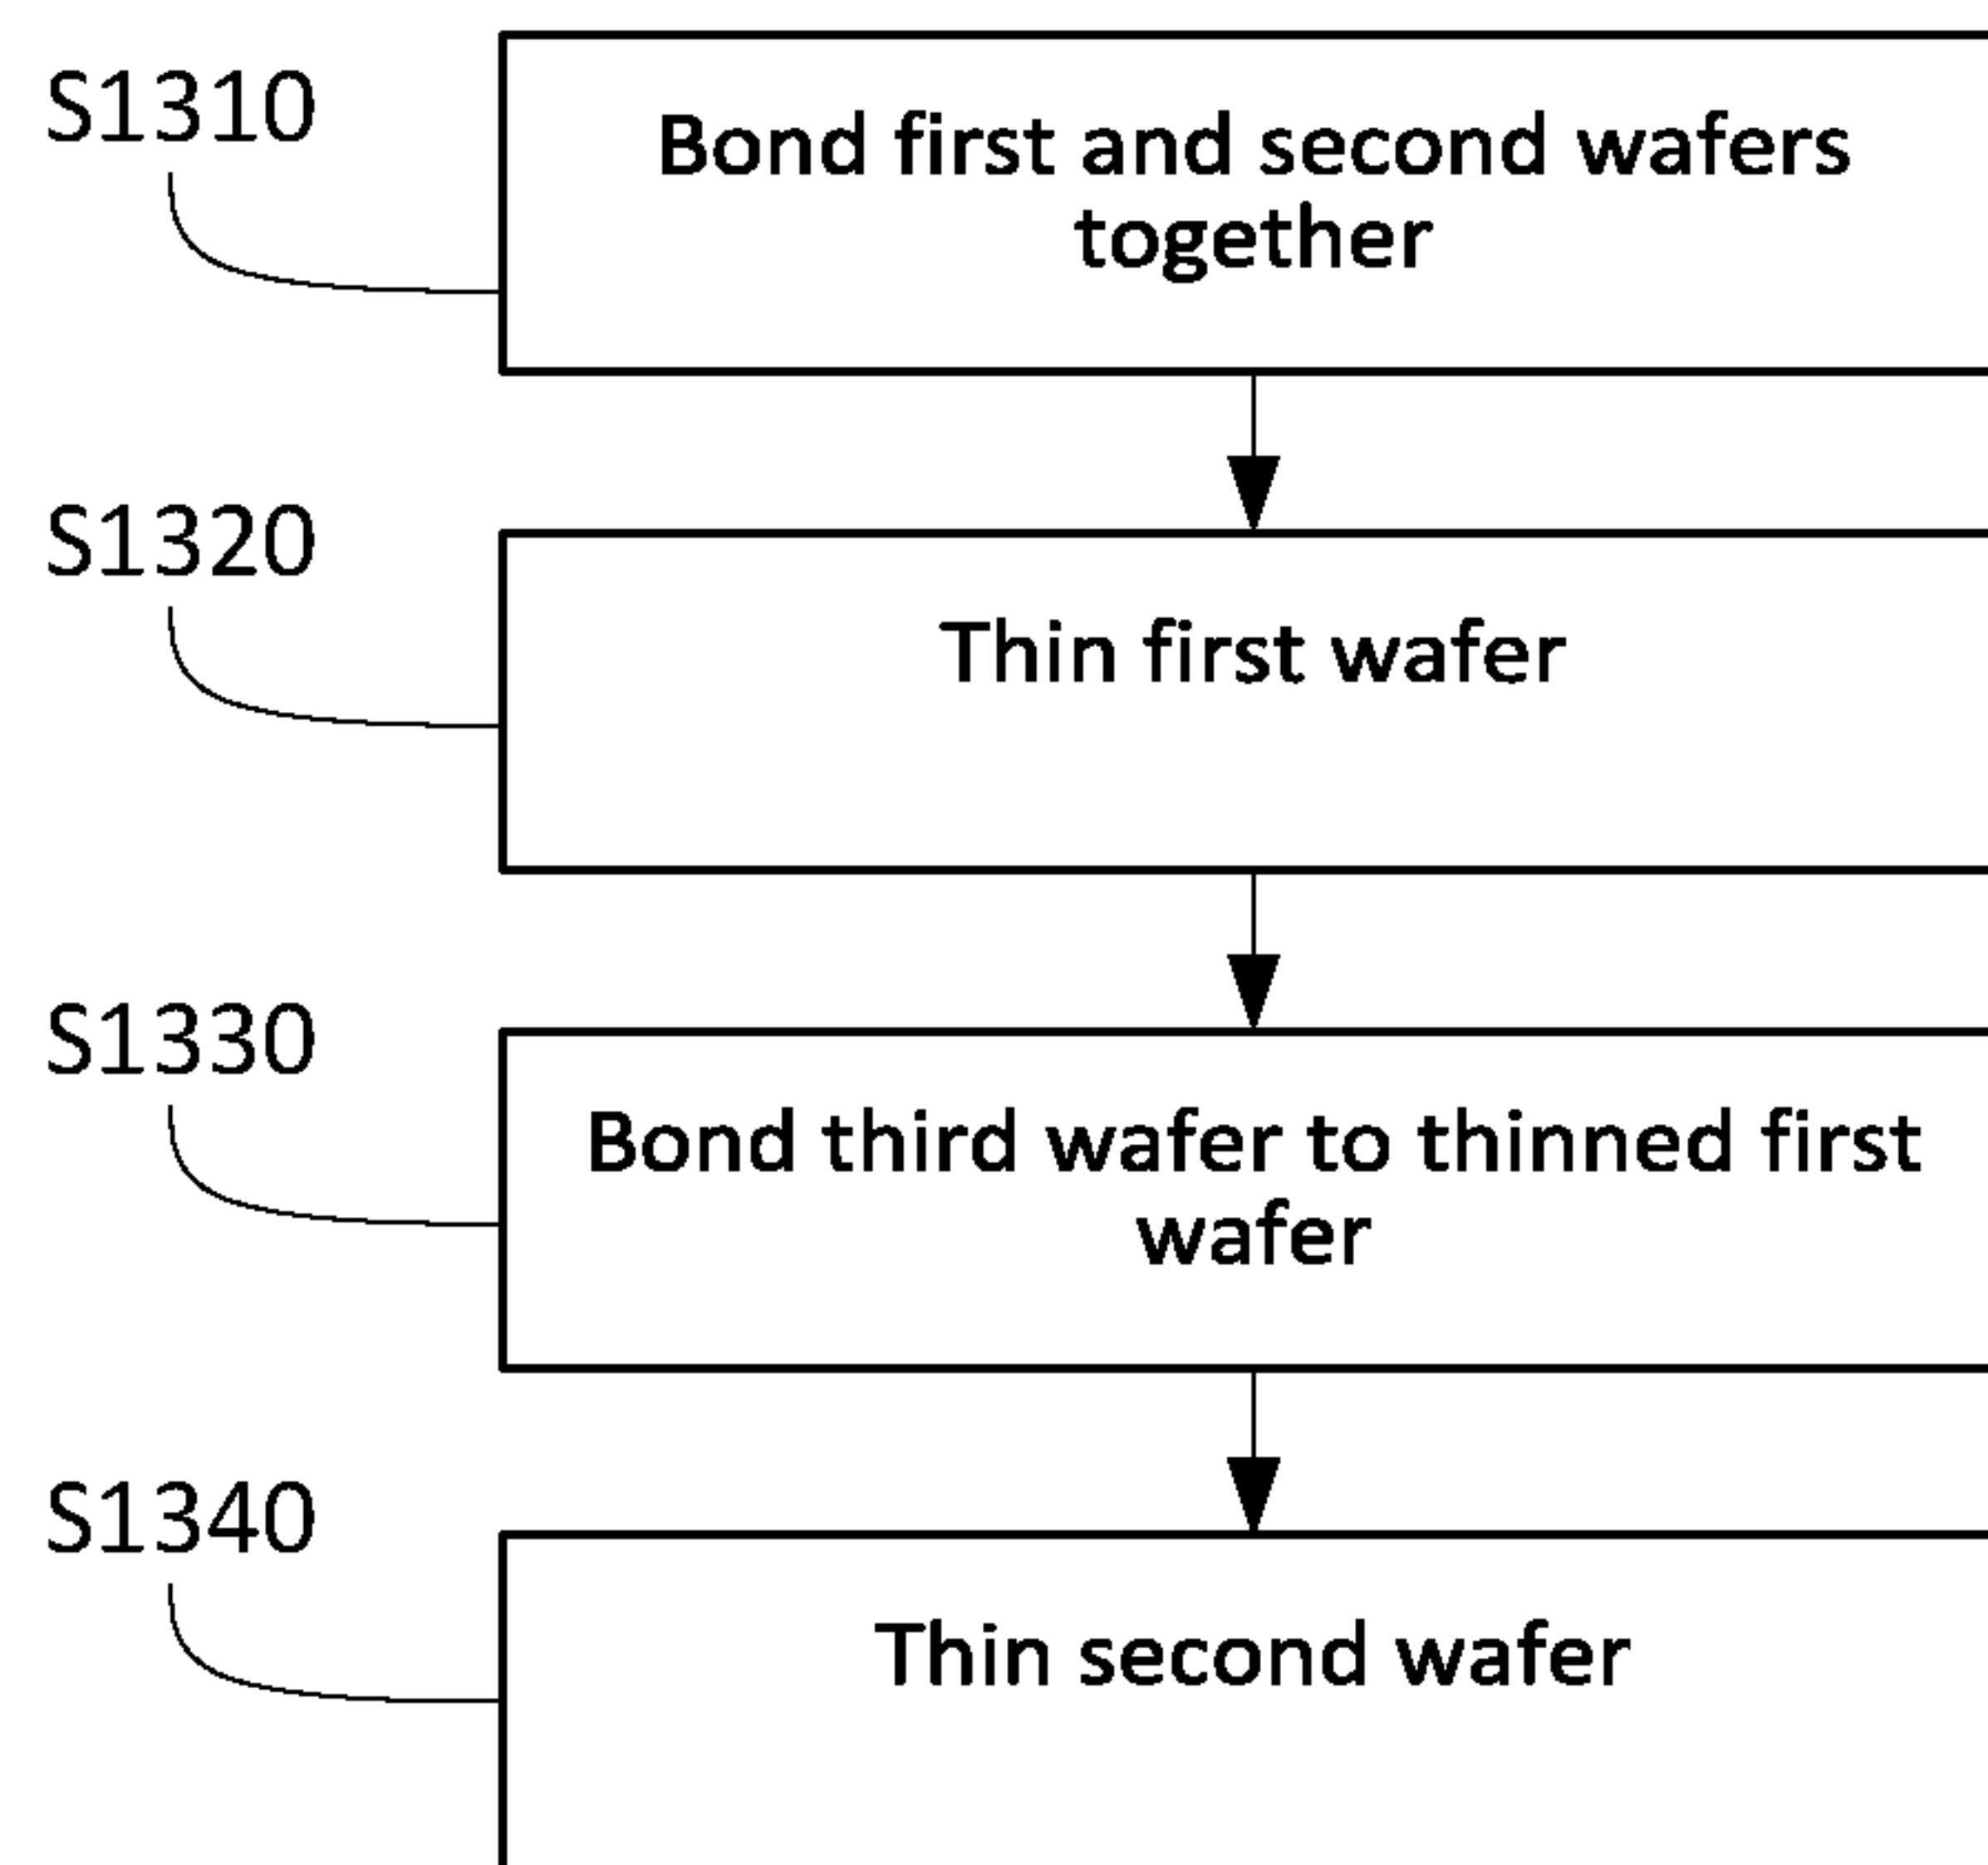 S1310
Bond first and second wafers
together
S1320
Thin first wafer
S1330
Bond third wafer to thinned first
wafer
S1340
Thin second wafer